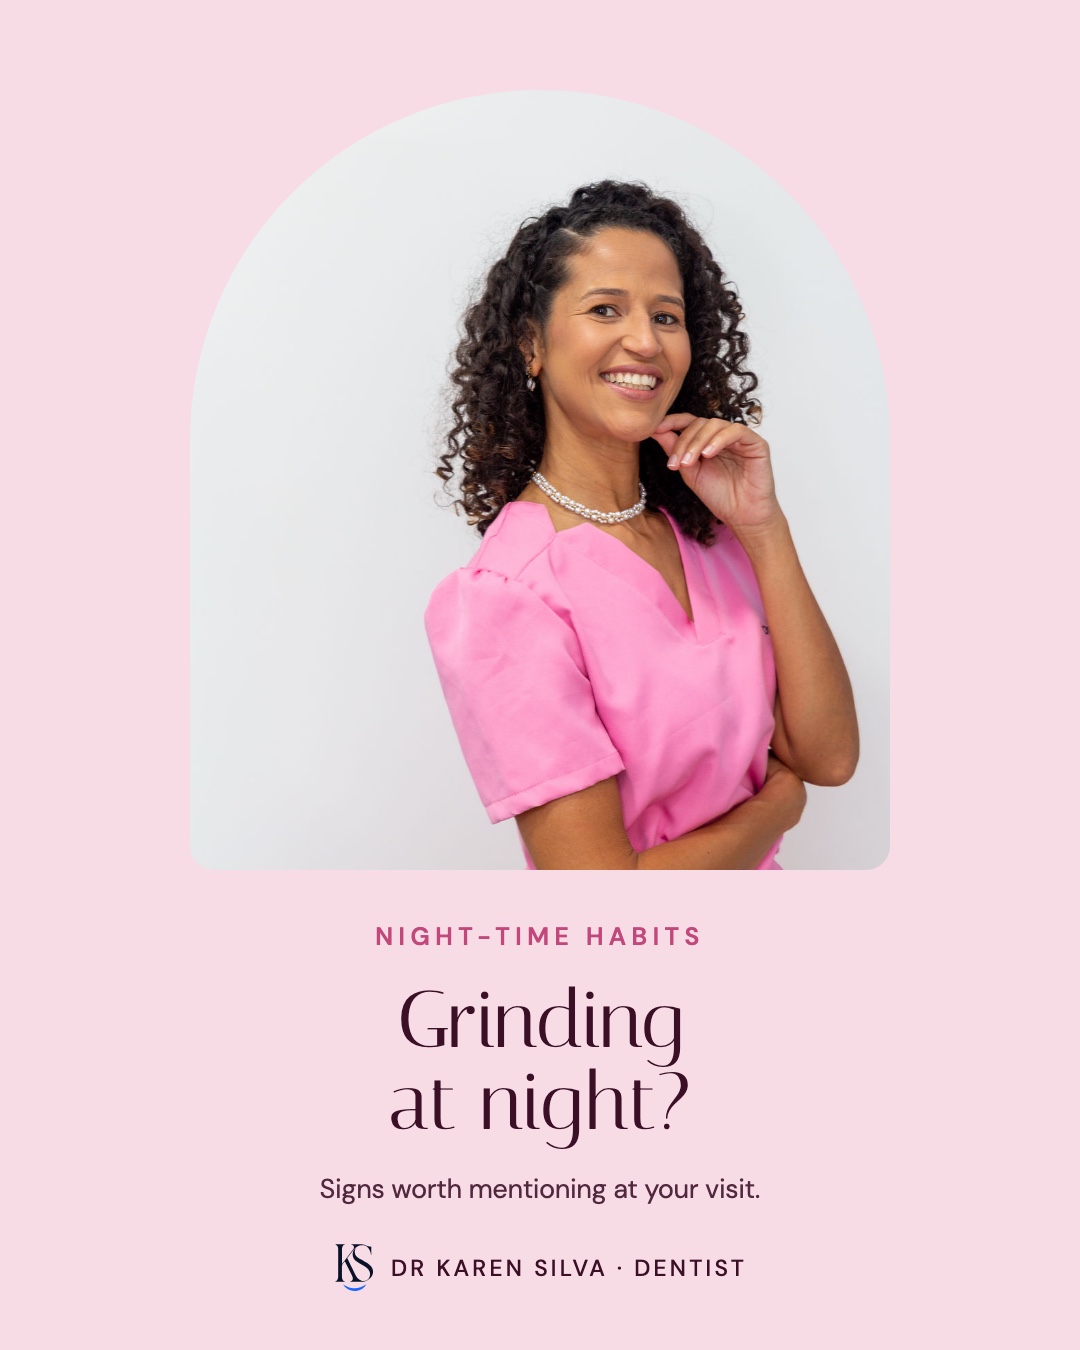 NIGHT-TIME HABITS
Grinding
at night?
Signs worth mentioning at your visit.
KS DR KAREN SILVA · DENTIST